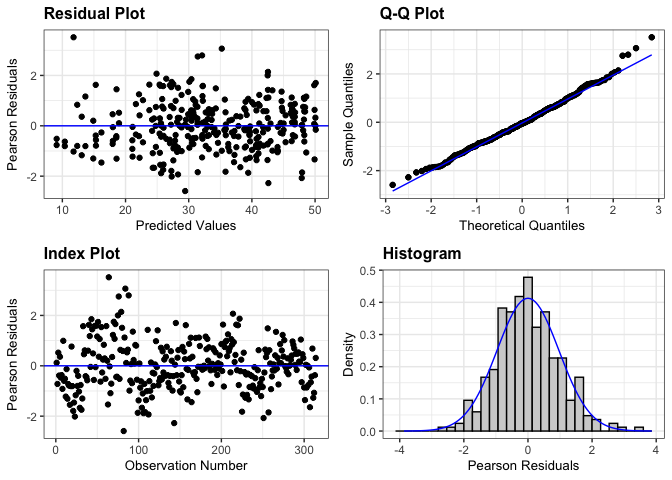 Residual Plot
Pearson Residuals
2
0
-2
10 20 30 40 50
Predicted Values
Q-Q Plot
Sample Quantiles
2
0
-2
-3 -2 -1 0 1 2 3
Theoretical Quantiles
Index Plot
Pearson Residuals
2
0
-2
0 100 200 300
Observation Number
Histogram
Density
0.5
0.4
0.3
0.2
0.1
0.0
-4 -2 0 2 4
Pearson Residuals